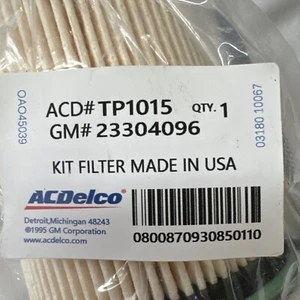 ACD# TP1015 QTY. 1
GM# 23304096
KIT FILTER MADE IN USA
ACDelco
Detroit,Michingan 48243
@1995 GM Corporation
www.acdelco.com
0800870930850110
OAO45039
03180 10067